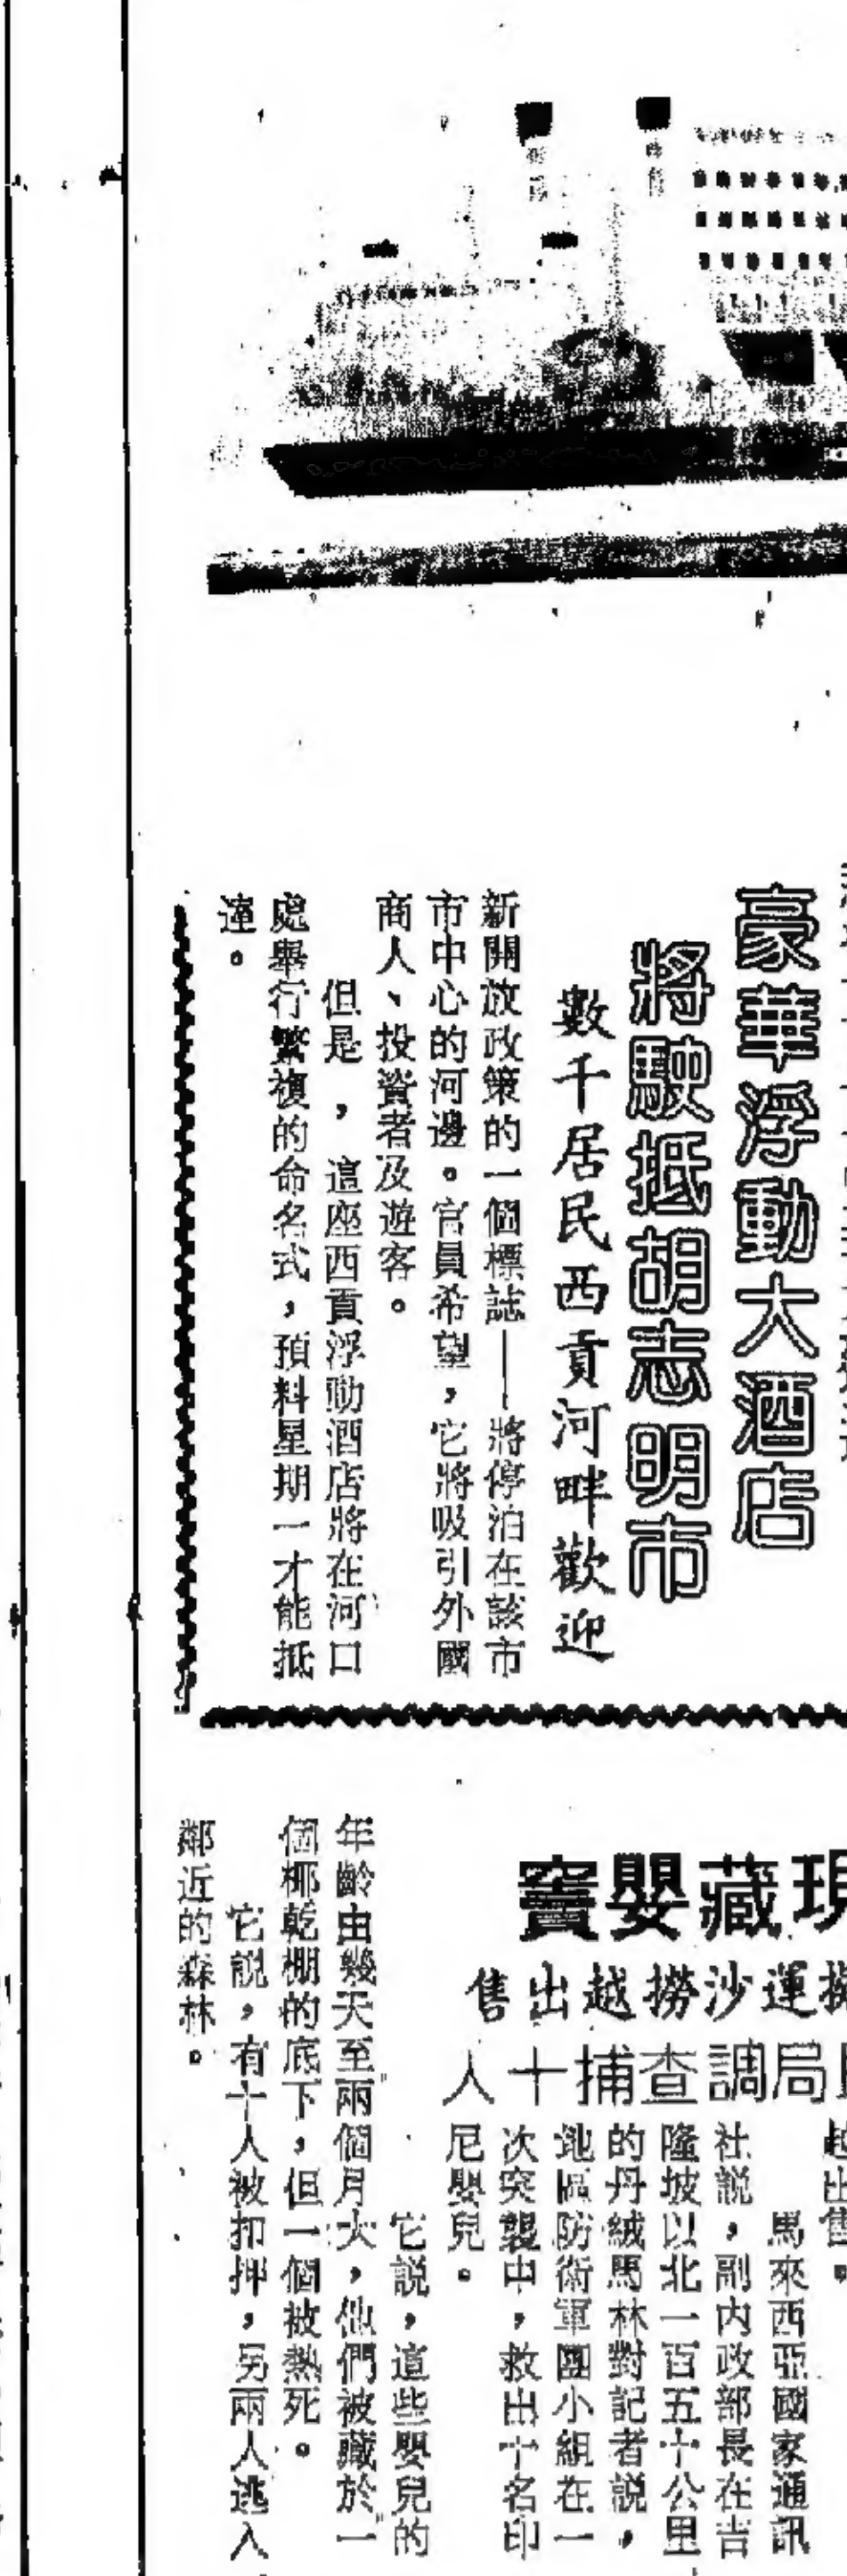 豪華浮動大酒店
將駛抵胡志明市
數千居民西貢河畔歡迎
新開放政策的一個標誌——將停泊在該市
市中心的河邊。官員希望,它將吸引外國
商人、投資者及遊客。
但是,這座西貢浮動酒店將在河口
處舉行繁複的命名式,預料星期一才能抵
達。
現藏嬰竇
運沙撈越出售
局調查捕十人
越出售。
馬來西亞國家通訊
社説,副內政部長在吉
隆坡以北一百五十公里
的丹絨馬林對記者説,
地區防衛軍團小組在一
次突襲中,救出十名印
尼嬰兒。
它説,這些嬰兒的
年齡由幾天至兩個月大,他們被藏於一
個椰乾棚的底下,但一個被熱死。
它説,有十人被扣押,另兩人逃入
鄰近的森林。